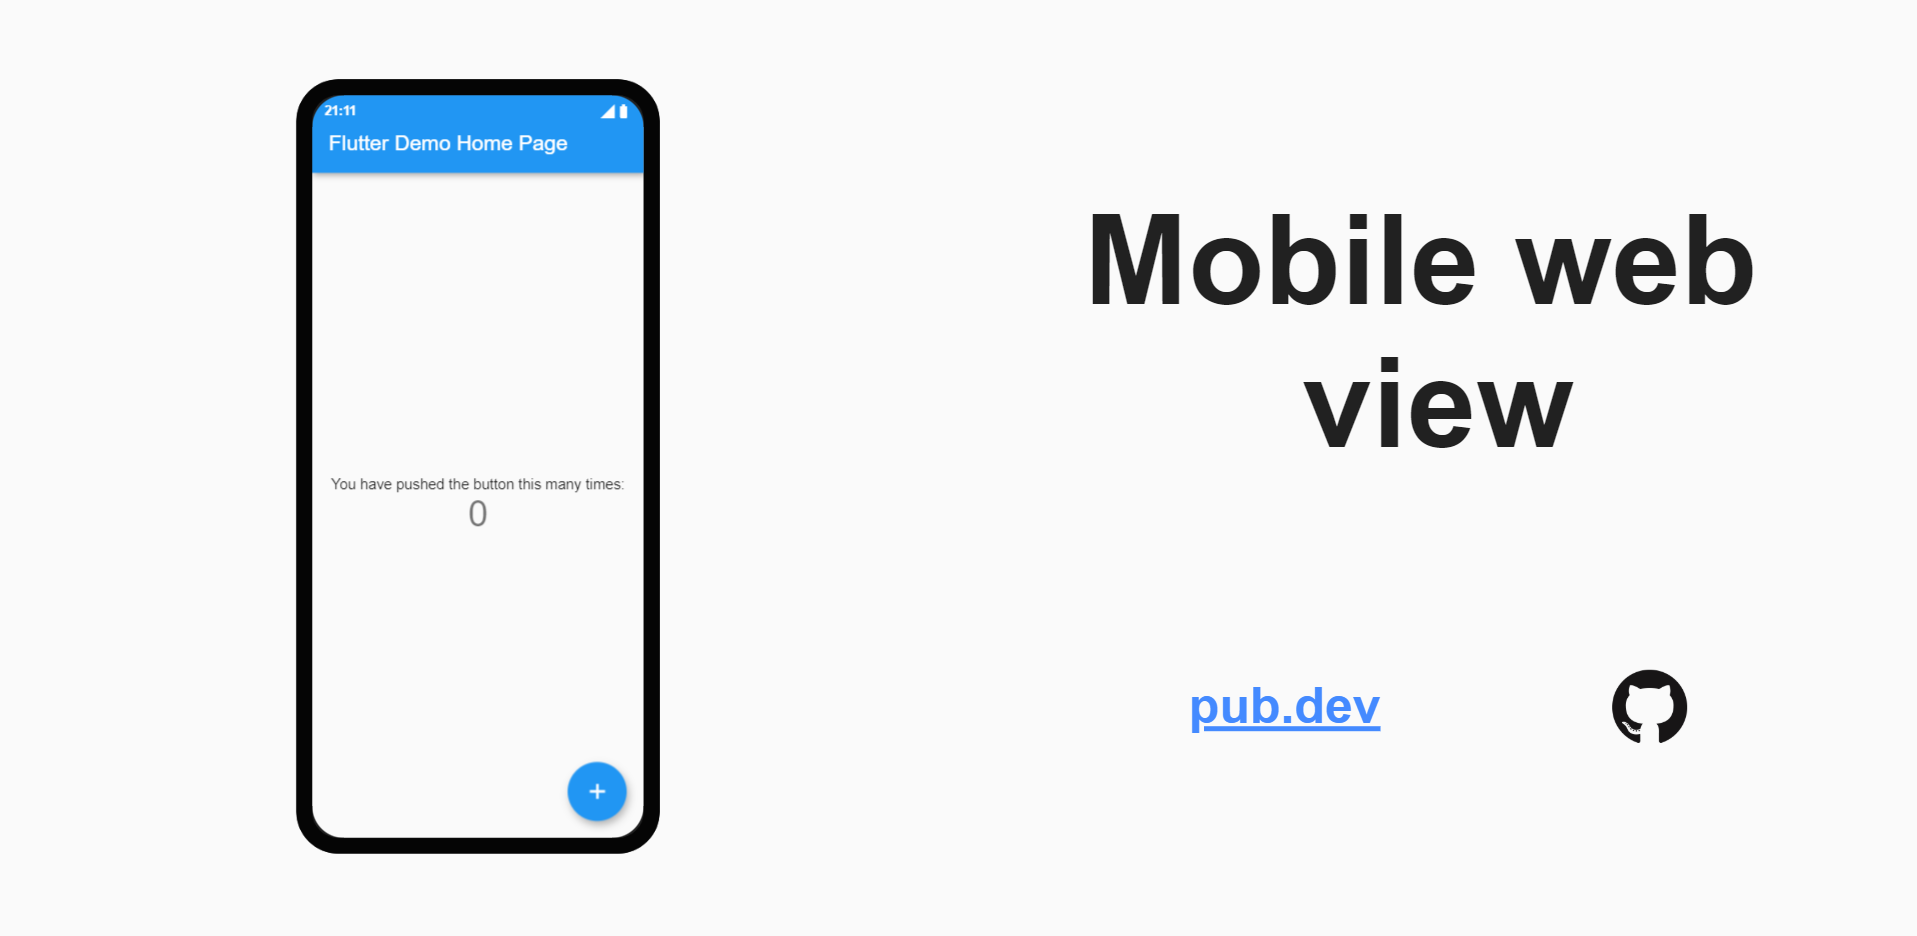 21:11
Flutter Demo Home Page
You have pushed the button this many times:
0
+
Mobile web
view
pub.dev